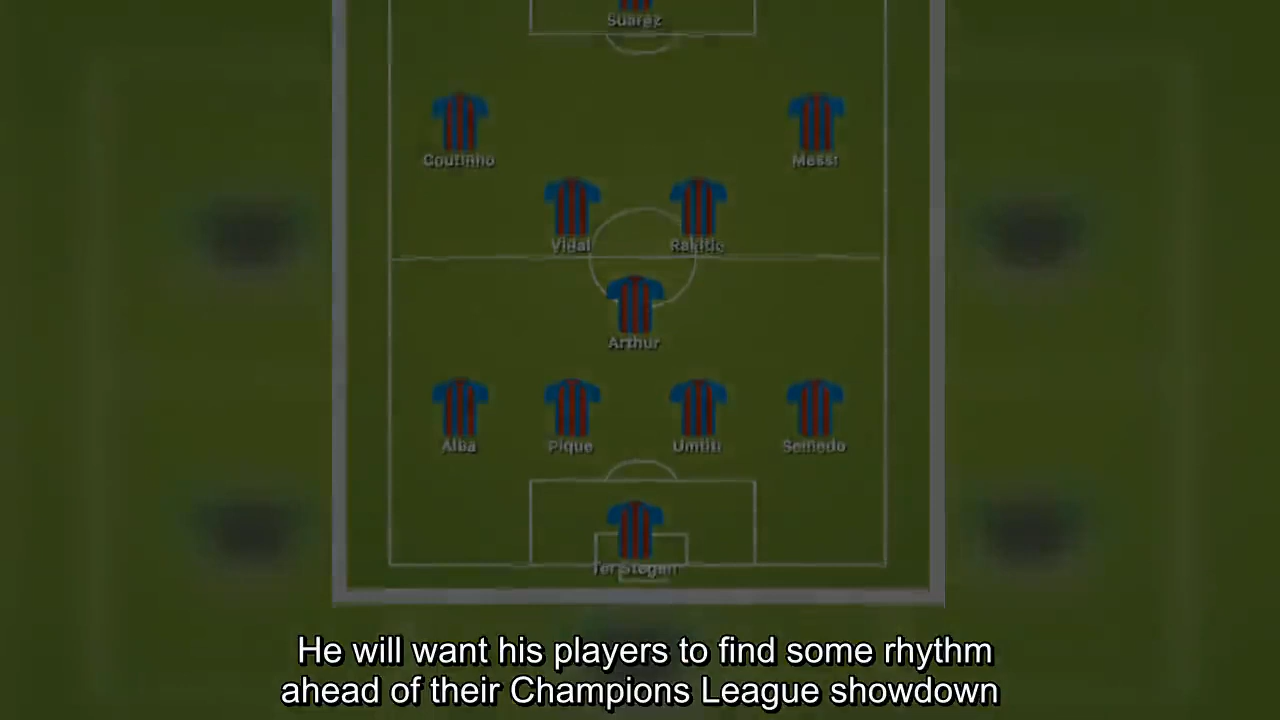 Suarez
Coutinho
Messi
Vidal
Rakitic
Arthur
Alba
Pique
Umtiti
Semedo
Ter Stegen
He will want his players to find some rhythm
ahead of their Champions League showdown